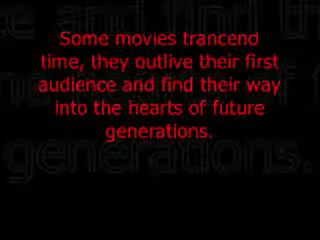 Some movies trancend
time, they outlive their first
audience and find their way
into the hearts of future
generations.
generations.